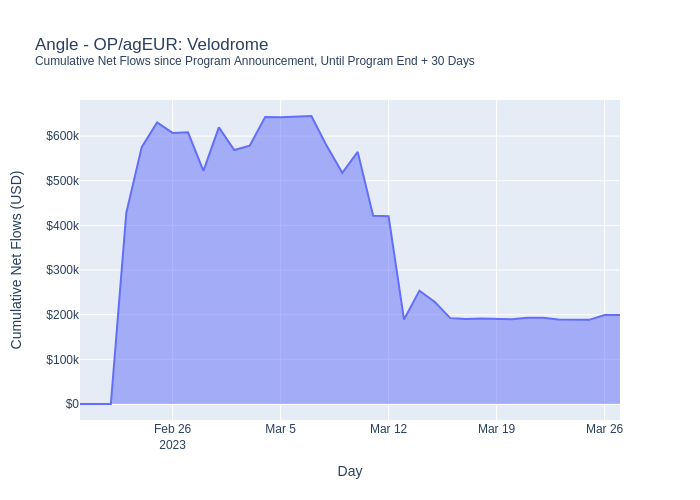 Angle - OP/agEUR: Velodrome
Cumulative Net Flows since Program Announcement, Until Program End + 30 Days
Cumulative Net Flows (USD)
$600k
$500k
$400k
$300k
$200k
$100k
$0
Feb 26
2023
Mar 5
Mar 12
Mar 19
Mar 26
Day